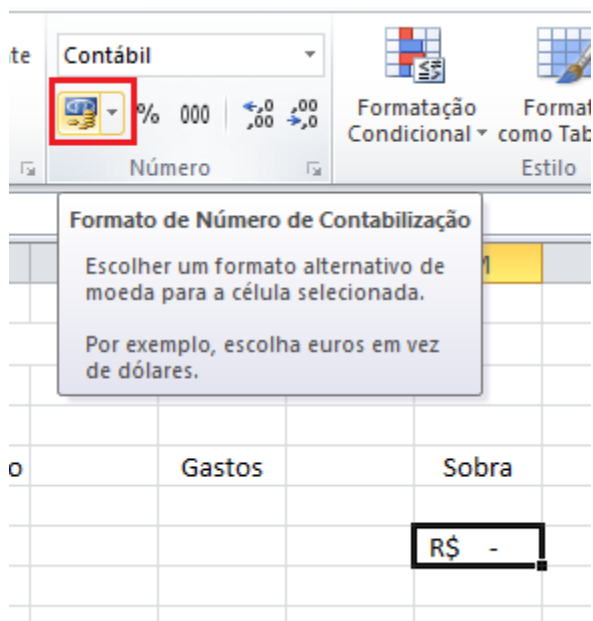 te
Contábil
% 000 ,0 ,00 ,00 ,0
Formatação
Condicional
Format
como Tab
Número
Estilo
Formato de Número de Contabilização
Escolher um formato alternativo de
moeda para a célula selecionada.
Por exemplo, escolha euros em vez
de dólares.
o
Gastos
Sobra
R$ -